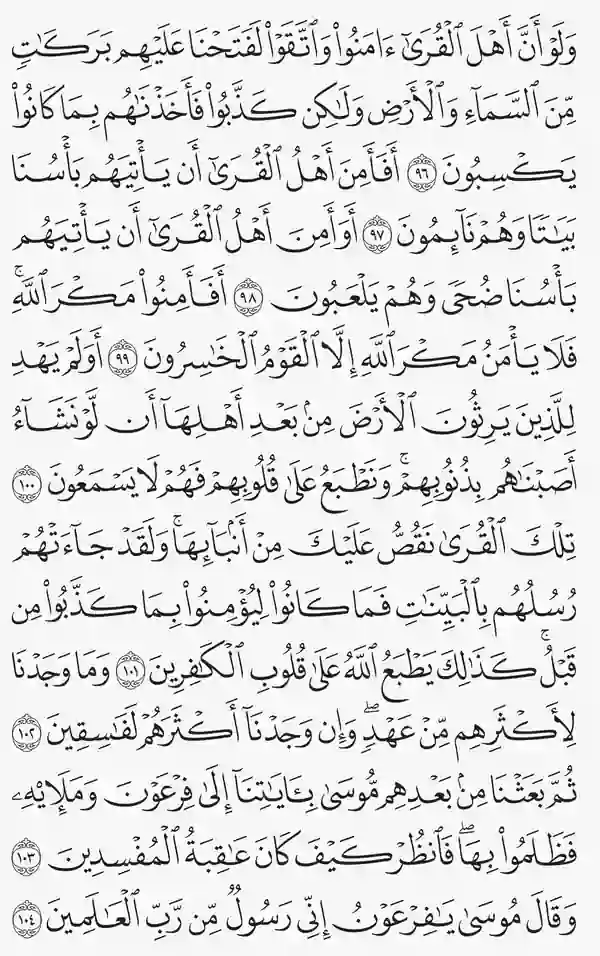 وَلَوۡ أَنَّ أَهۡلَ ٱلۡقُرَىٰٓ ءَامَنُواْ وَٱتَّقَوۡاْ لَفَتَحۡنَا عَلَيۡهِم بَرَكَٰتٖ
مِّنَ ٱلسَّمَآءِ وَٱلۡأَرۡضِ وَلَٰكِن كَذَّبُواْ فَأَخَذۡنَٰهُم بِمَا كَانُواْ
يَكۡسِبُونَ ٩٦ أَفَأَمِنَ أَهۡلُ ٱلۡقُرَىٰٓ أَن يَأۡتِيَهُم بَأۡسُنَا
بَيَٰتٗا وَهُمۡ نَآئِمُونَ ٩٧ أَوَأَمِنَ أَهۡلُ ٱلۡقُرَىٰٓ أَن يَأۡتِيَهُم
بَأۡسُنَا ضُحٗى وَهُمۡ يَلۡعَبُونَ ٩٨ أَفَأَمِنُواْ مَكۡرَ ٱللَّهِۚ
فَلَا يَأۡمَنُ مَكۡرَ ٱللَّهِ إِلَّا ٱلۡقَوۡمُ ٱلۡخَٰسِرُونَ ٩٩ أَوَلَمۡ يَهۡدِ
لِلَّذِينَ يَرِثُونَ ٱلۡأَرۡضَ مِنۢ بَعۡدِ أَهۡلِهَآ أَن لَّوۡ نَشَآءُ
أَصَبۡنَٰهُم بِذُنُوبِهِمۡۚ وَنَطۡبَعُ عَلَىٰ قُلُوبِهِمۡ فَهُمۡ لَا يَسۡمَعُونَ ١٠٠
تِلۡكَ ٱلۡقُرَىٰ نَقُصُّ عَلَيۡكَ مِنۡ أَنۢبَآئِهَاۚ وَلَقَدۡ جَآءَتۡهُمۡ
رُسُلُهُم بِٱلۡبَيِّنَٰتِ فَمَا كَانُواْ لِيُؤۡمِنُواْ بِمَا كَذَّبُواْ مِن
قَبۡلُۚ كَذَٰلِكَ يَطۡبَعُ ٱللَّهُ عَلَىٰ قُلُوبِ ٱلۡكَٰفِرِينَ ١٠١ وَمَا وَجَدۡنَا
لِأَكۡثَرِهِم مِّنۡ عَهۡدٖۖ وَإِن وَجَدۡنَآ أَكۡثَرَهُمۡ لَفَٰسِقِينَ ١٠٢
ثُمَّ بَعَثۡنَا مِنۢ بَعۡدِهِم مُّوسَىٰ بِـَٔايَٰتِنَآ إِلَىٰ فِرۡعَوۡنَ وَمَلَإِيْهِۦ
فَظَلَمُواْ بِهَاۖ فَٱنظُرۡ كَيۡفَ كَانَ عَٰقِبَةُ ٱلۡمُفۡسِدِينَ ١٠٣
وَقَالَ مُوسَىٰ يَٰفِرۡعَوۡنُ إِنِّي رَسُولٞ مِّن رَّبِّ ٱلۡعَٰلَمِينَ ١٠٤